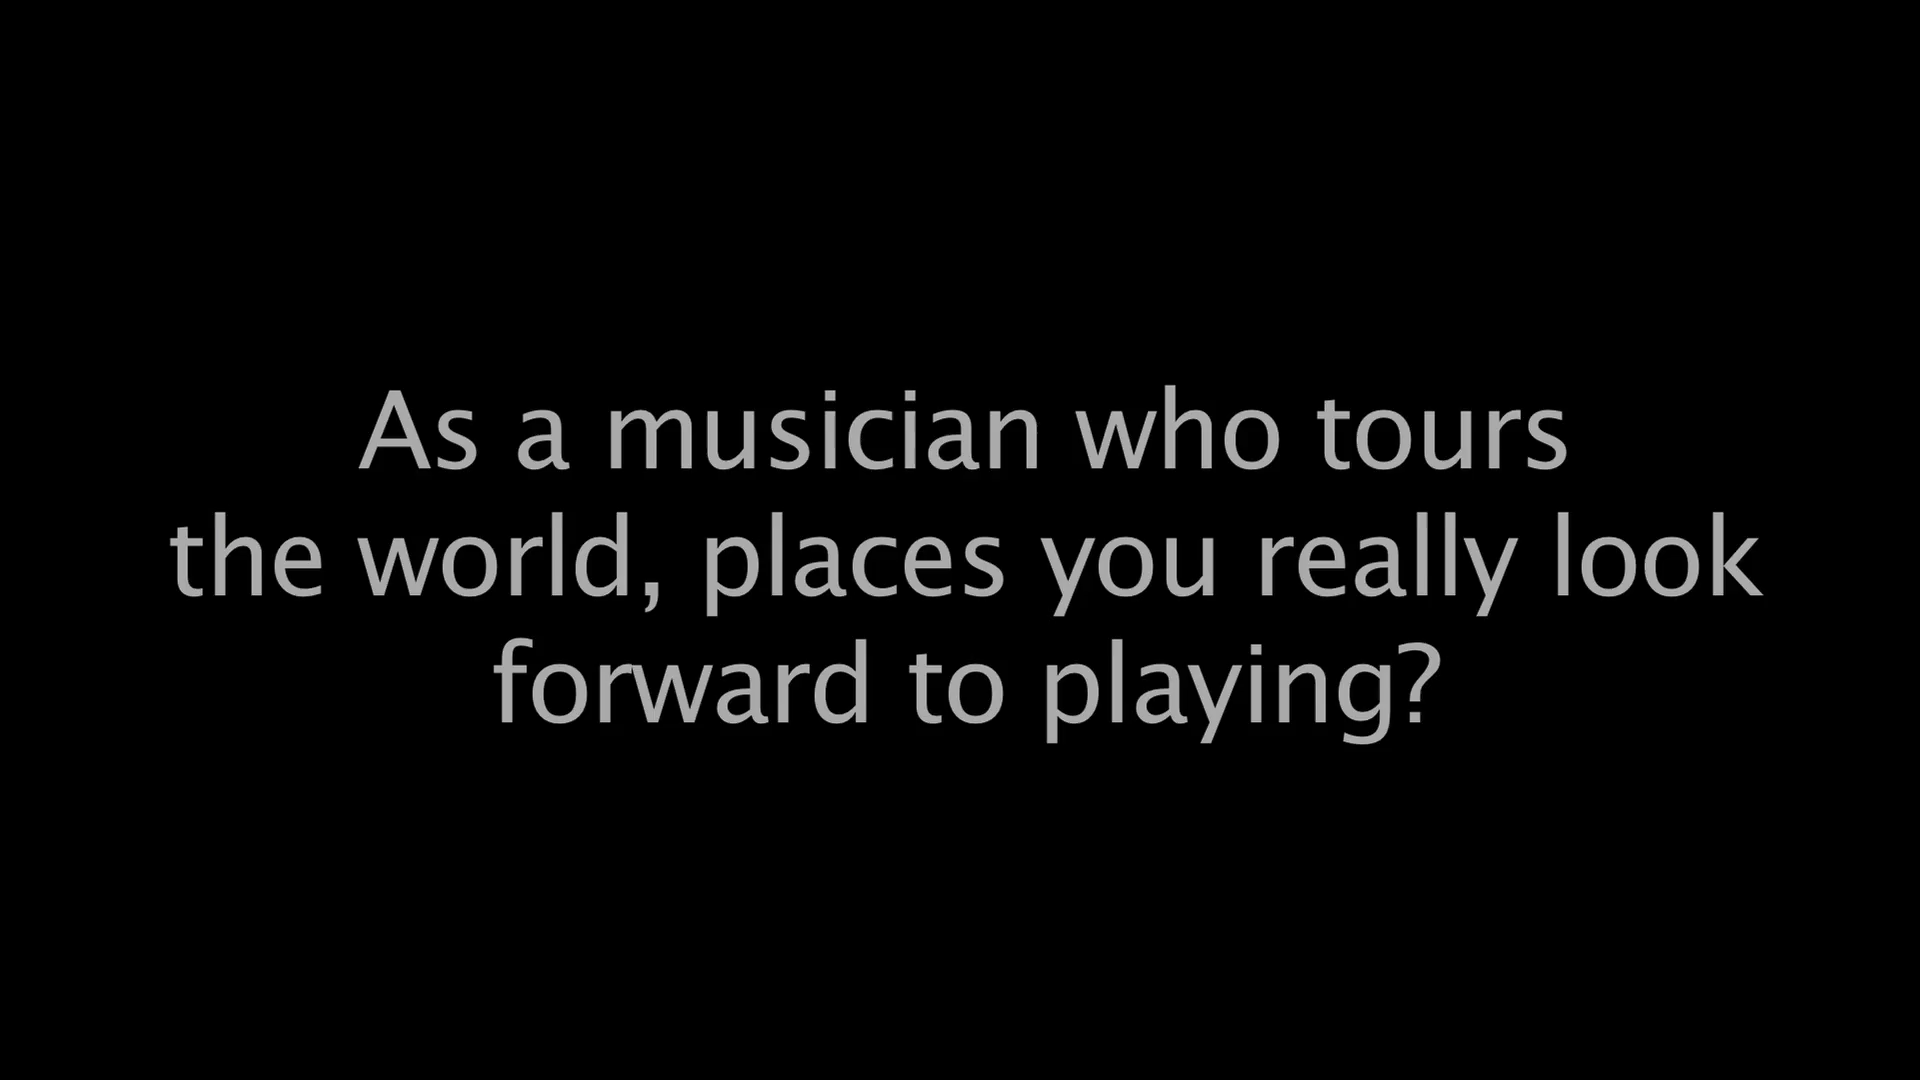 As a musician who tours
the world, places you really look
forward to playing?